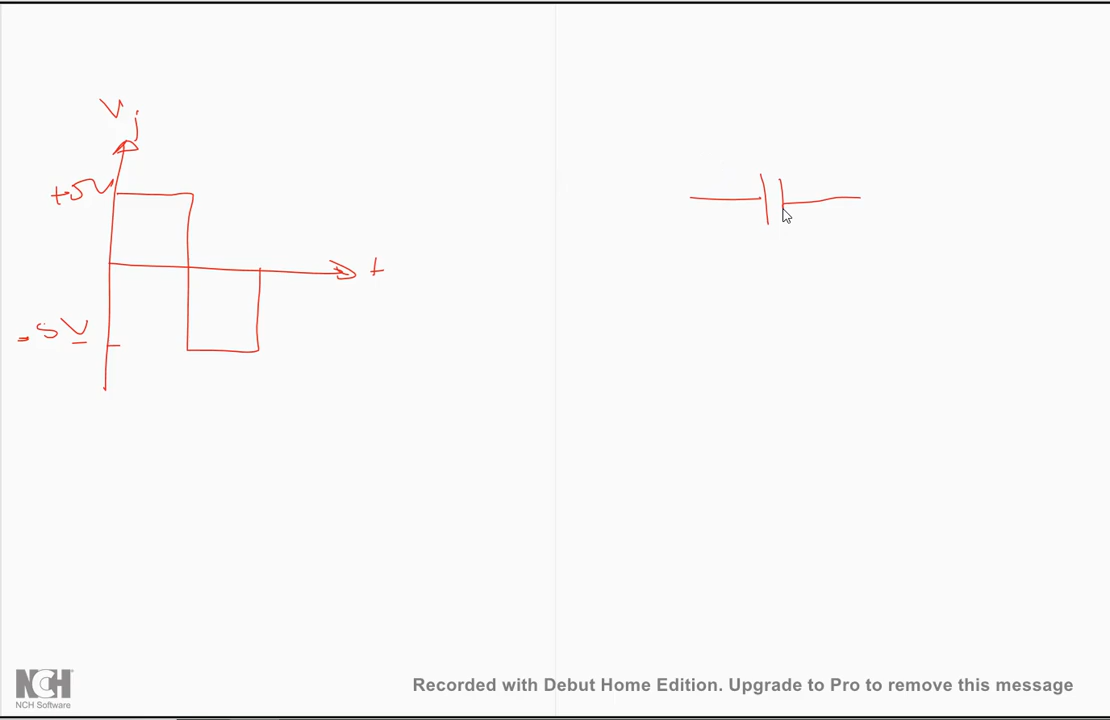 Vi
+5V
t
-5V
NCH
NCH Software
Recorded with Debut Home Edition. Upgrade to Pro to remove this message